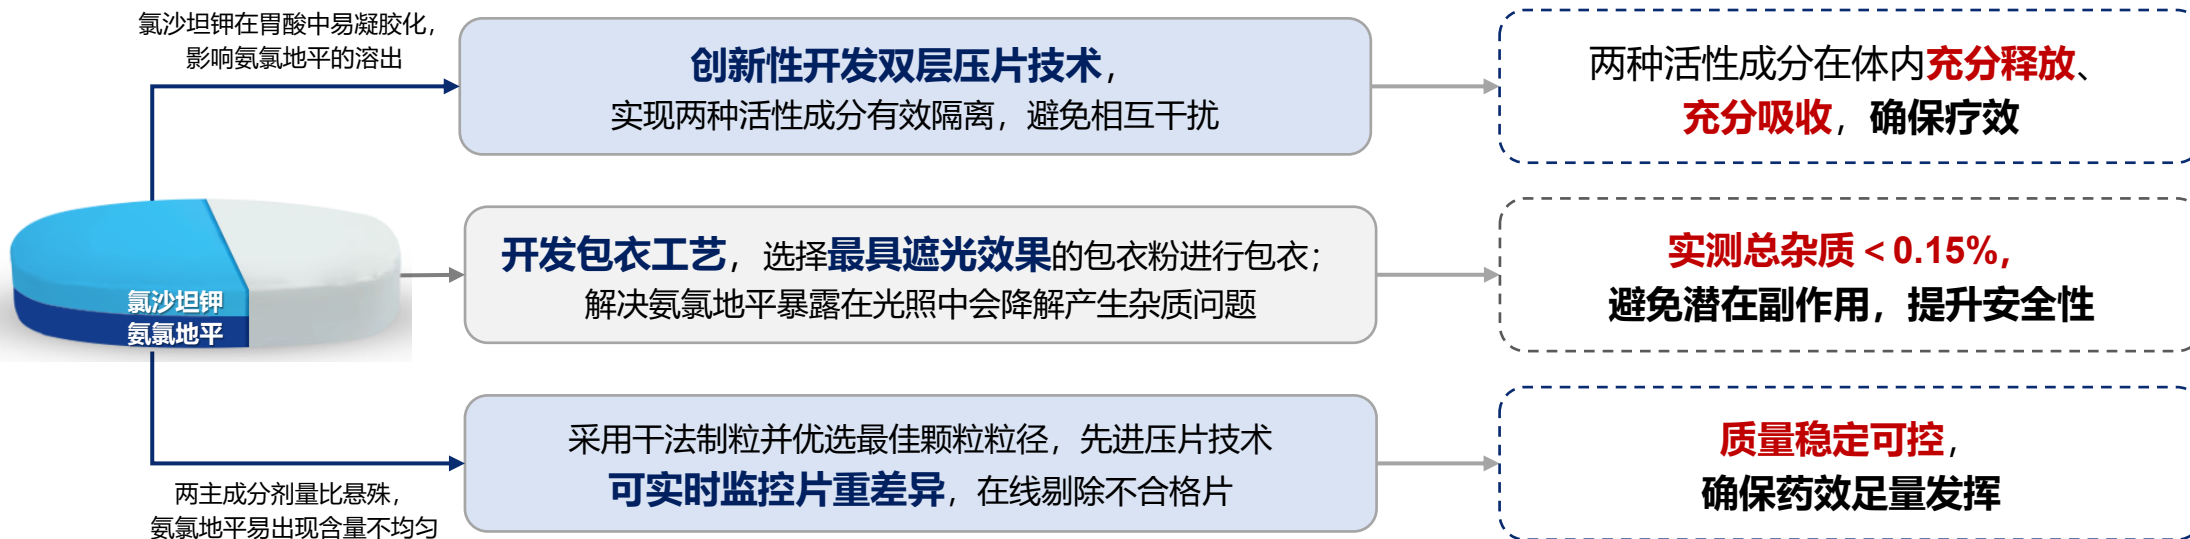 氯沙坦钾在胃酸中易凝胶化，
影响氨氯地平的溶出
创新性开发双层压片技术，
实现两种活性成分有效隔离，避免相互干扰
两种活性成分在体内充分释放、
充分吸收，确保疗效
氯沙坦钾
氨氯地平
开发包衣工艺，选择最具遮光效果的包衣粉进行包衣；
解决氨氯地平暴露在光照中会降解产生杂质问题
实测总杂质＜0.15%,
避免潜在副作用，提升安全性
两主成分剂量比悬殊，
氨氯地平易出现含量不均匀
采用干法制粒并优选最佳颗粒粒径，先进压片技术
可实时监控片重差异，在线剔除不合格片
质量稳定可控，
确保药效足量发挥